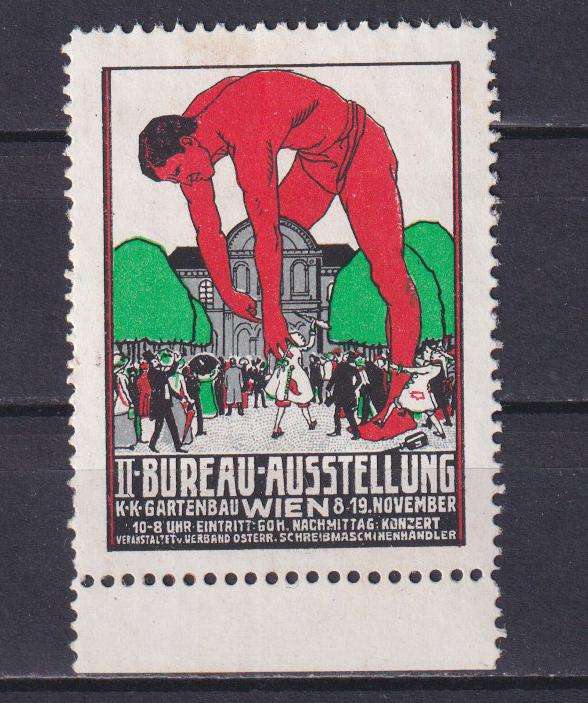 II·BUREAU-AUSSTELLUNG
K·K·GARTENBAU WIEN 8-19. NOVEMBER
10-8 UHR·EINTRITT: 60 H. NACHMITTAG: KONZERT
VERANSTALTET V. VERBAND ÖSTERR. SCHREIBMASCHINENHÄNDLER